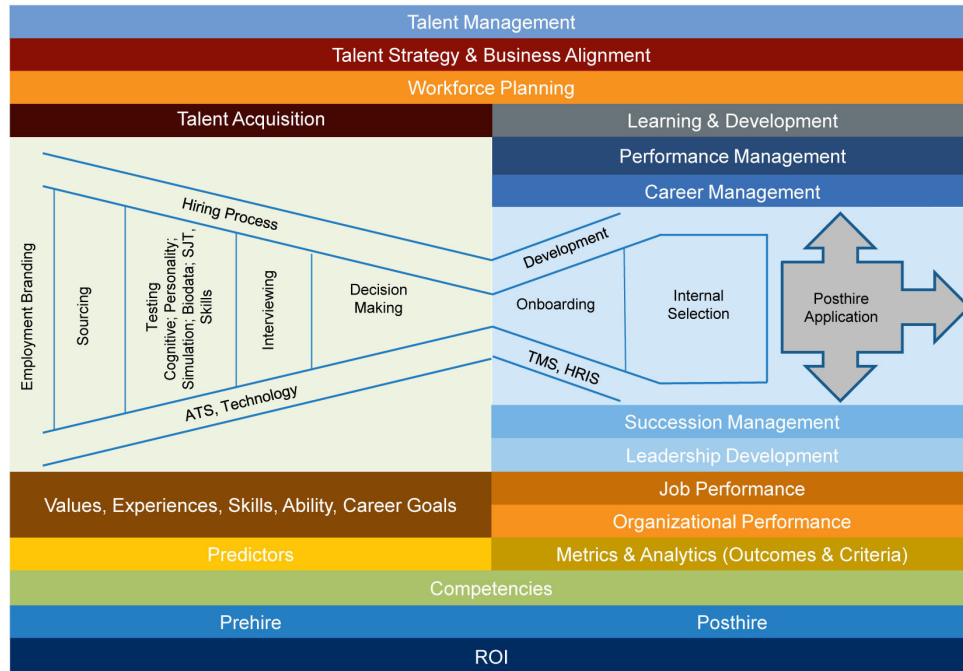 Talent Management
Talent Strategy & Business Alignment
Workforce Planning
Talent Acquisition
Learning & Development
Performance Management
Career Management
Employment Branding
Sourcing
Testing
Cognitive; Personality;
Simulation; Biodata; SJT,
Skills
Interviewing
Decision
Making
Hiring Process
ATS, Technology
Development
Onboarding
TMS, HRIS
Internal
Selection
Posthire
Application
Succession Management
Leadership Development
Values, Experiences, Skills, Ability, Career Goals
Job Performance
Organizational Performance
Predictors
Metrics & Analytics (Outcomes & Criteria)
Competencies
Prehire
Posthire
ROI